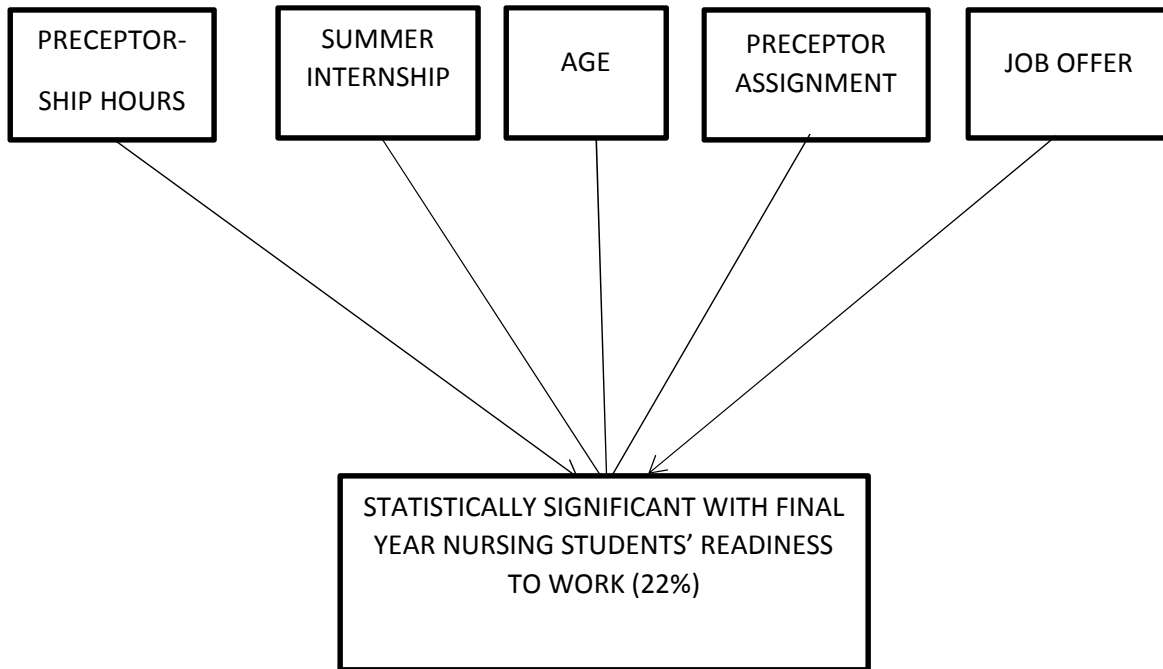 PRECEPTOR-
SHIP HOURS
SUMMER
INTERNSHIP
AGE
PRECEPTOR
ASSIGNMENT
JOB OFFER
STATISTICALLY SIGNIFICANT WITH FINAL
YEAR NURSING STUDENTS’ READINESS
TO WORK (22%)